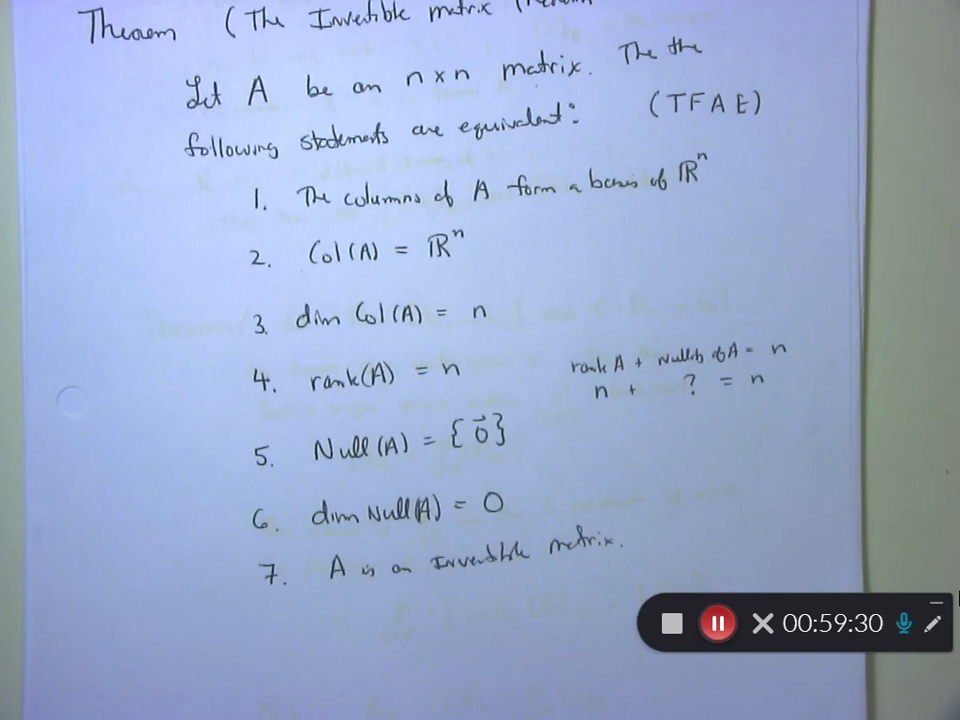 Theorem (The Invertible matrix
Let A be an n x n matrix. The the
following statements are equivalent: (TFAE)
1. The columns of A form a basis of ℝⁿ
2. Col(A) = ℝⁿ
3. dim Col(A) = n
4. rank(A) = n rank A + Nullity of A = n
n + ? = n
5. Null(A) = {0⃗}
6. dim Null(A) = 0
7. A is an Invertible matrix.
00:59:30